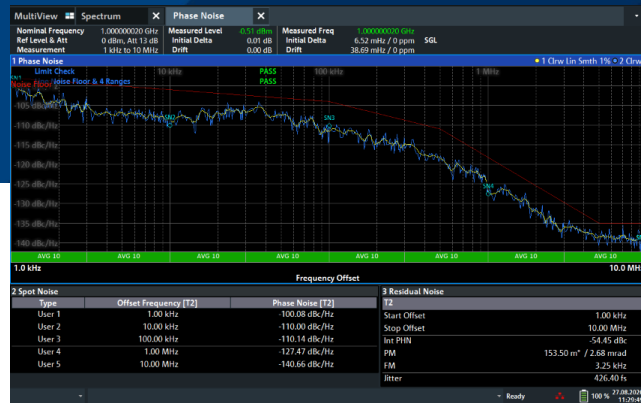 MultiView Spectrum X Phase Noise X
Nominal Frequency 1.000000020 GHz Measured Level -0.51 dBm Measured Freq 1.000000020 GHz
Ref Level & Att 0 dBm, Att 13 dB Initial Delta 0.01 dB Initial Delta 6.52 mHz / 0 ppm SGL
Measurement 1 kHz to 10 MHz Drift 0.00 dB Drift 38.69 mHz / 0 ppm
1 Phase Noise 1 Clrw Lin Smth 1% 2 Clrw
Limit Check 10 kHz PASS 100 kHz 1 MHz
Noise Floor & 4 Ranges PASS
Noise Floor
-105 dBc/Hz
SN2 SN3
-110 dBc/Hz
-115 dBc/Hz
-120 dBc/Hz
-125 dBc/Hz
SN4
-130 dBc/Hz
-135 dBc/Hz
-140 dBc/Hz
AVG 10 AVG 10 AVG 10 AVG 10 AVG 10 AVG 10 AVG 10 AVG 10
1.0 kHz Frequency Offset 10.0 MHz
2 Spot Noise 3 Residual Noise
Type Offset Frequency [T2] Phase Noise [T2] T2
User 1 1.00 kHz -100.08 dBc/Hz Start Offset 1.00 kHz
User 2 10.00 kHz -110.00 dBc/Hz Stop Offset 10.00 MHz
User 3 100.00 kHz -110.14 dBc/Hz Int PHN -54.45 dBc
User 4 1.00 MHz -127.47 dBc/Hz PM 153.50 m° / 2.68 mrad
User 5 10.00 MHz -140.66 dBc/Hz FM 3.25 kHz
Jitter 426.40 fs
Ready 100 % 27.08.2020
11:29:4